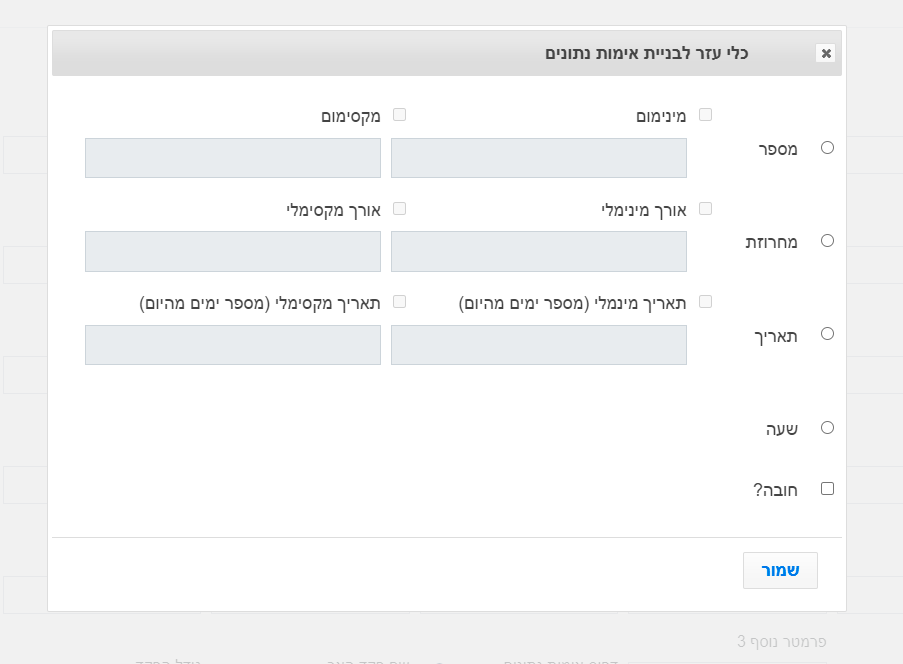 כלי עזר לבניית אימות נתונים
מינימום מקסימום
מספר
אורך מינימלי אורך מקסימלי
מחרוזת
תאריך מינמלי (מספר ימים מהיום) תאריך מקסימלי (מספר ימים מהיום)
תאריך
שעה
חובה?
שמור
פרמטר נוסף 3